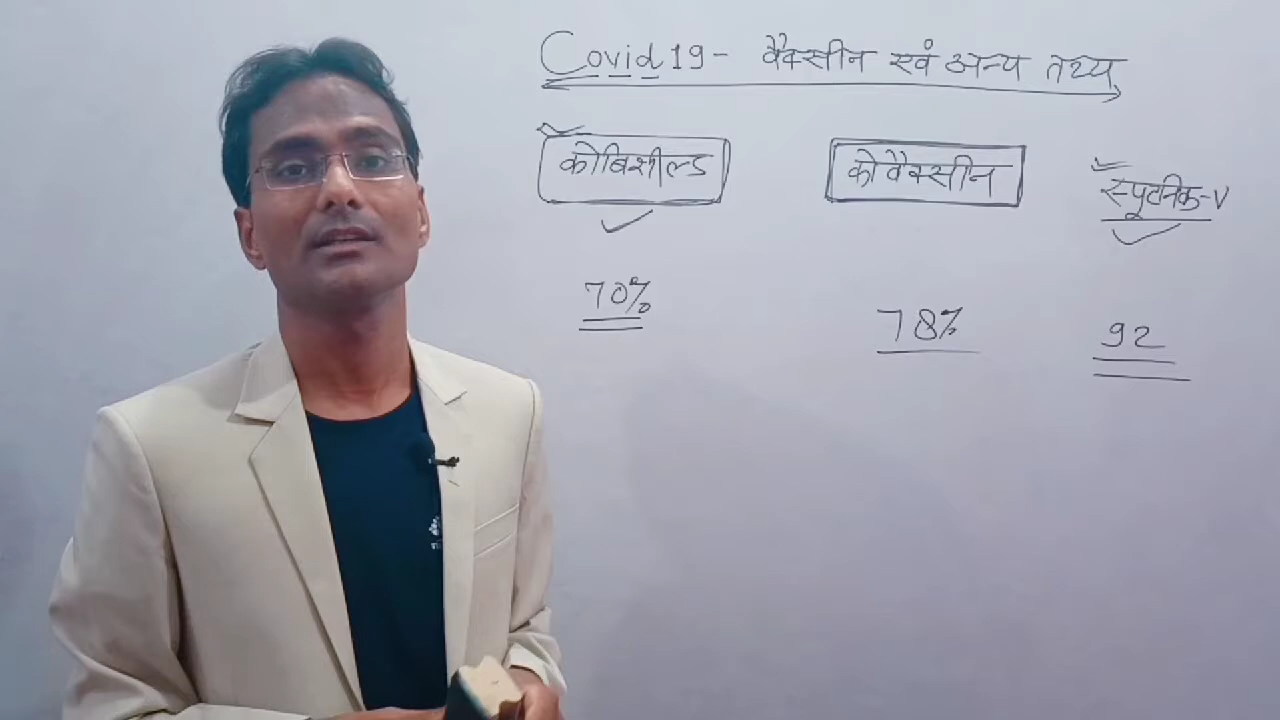 Covid 19- वैक्सीन एवं अन्य तथ्य
कोबिशील्ड
कोवैक्सीन
स्पूतनिक-V
70%
78%
92